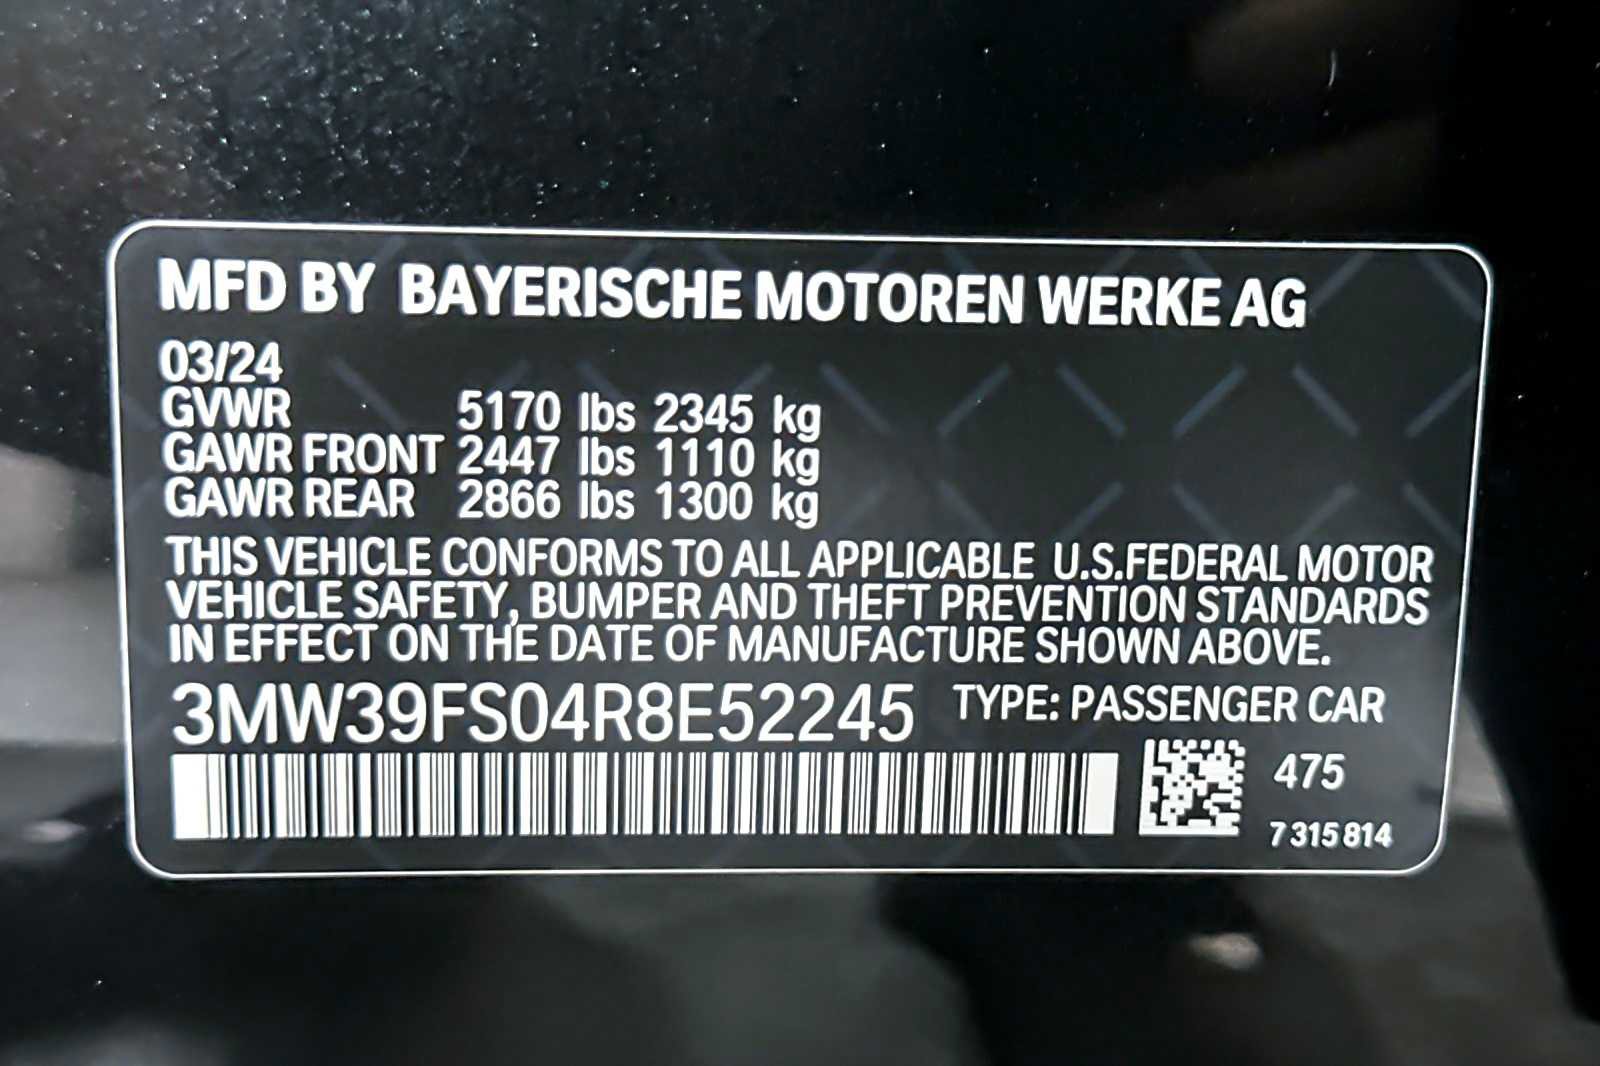 MFD BY BAYERISCHE MOTOREN WERKE AG
03/24
GVWR 5170 lbs 2345 kg
GAWR FRONT 2447 lbs 1110 kg
GAWR REAR 2866 lbs 1300 kg
THIS VEHICLE CONFORMS TO ALL APPLICABLE U.S.FEDERAL MOTOR
VEHICLE SAFETY, BUMPER AND THEFT PREVENTION STANDARDS
IN EFFECT ON THE DATE OF MANUFACTURE SHOWN ABOVE.
3MW39FS04R8E52245 TYPE: PASSENGER CAR
475
7 315 814